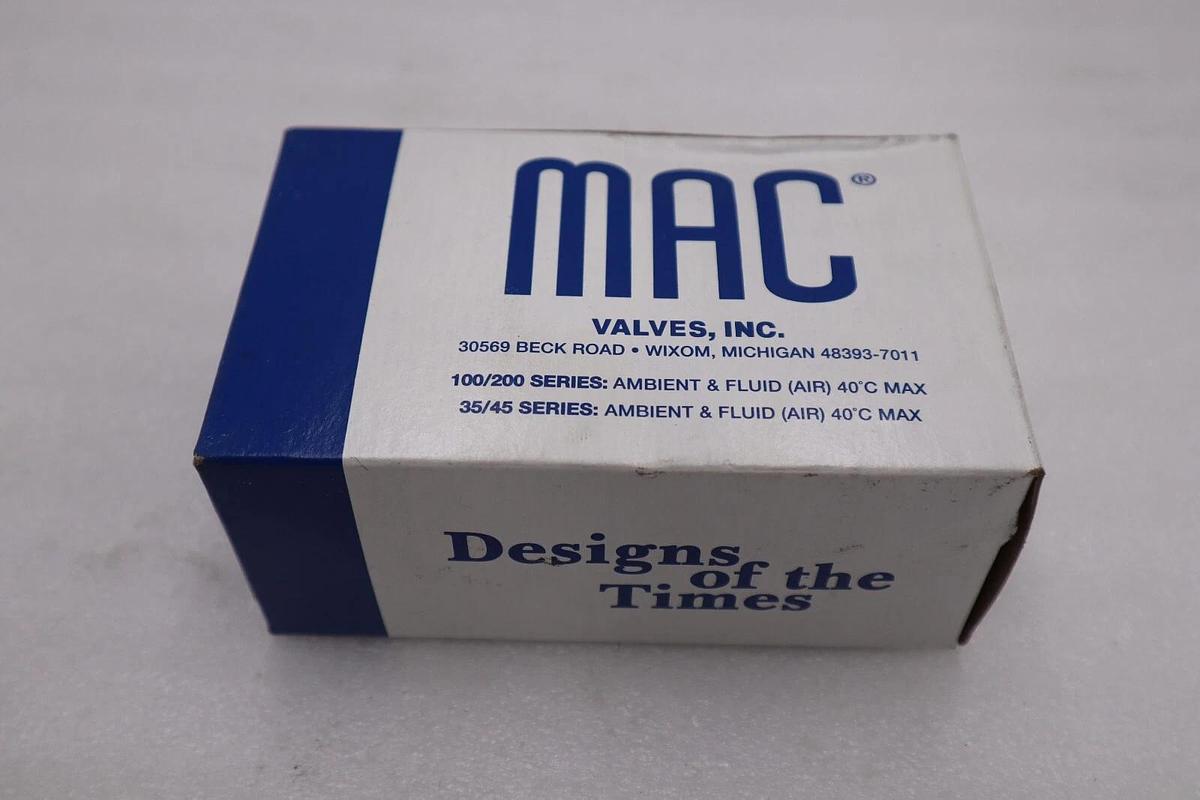 MAC®
VALVES, INC.
30569 BECK ROAD • WIXOM, MICHIGAN 48393-7011
100/200 SERIES: AMBIENT & FLUID (AIR) 40°C MAX
35/45 SERIES: AMBIENT & FLUID (AIR) 40°C MAX
Designs
of the
Times